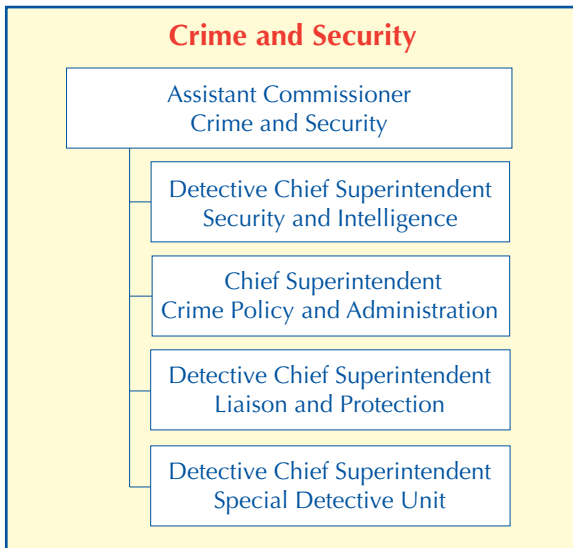 Crime and Security
Assistant Commissioner
Crime and Security
Detective Chief Superintendent
Security and Intelligence
Chief Superintendent
Crime Policy and Administration
Detective Chief Superintendent
Liaison and Protection
Detective Chief Superintendent
Special Detective Unit